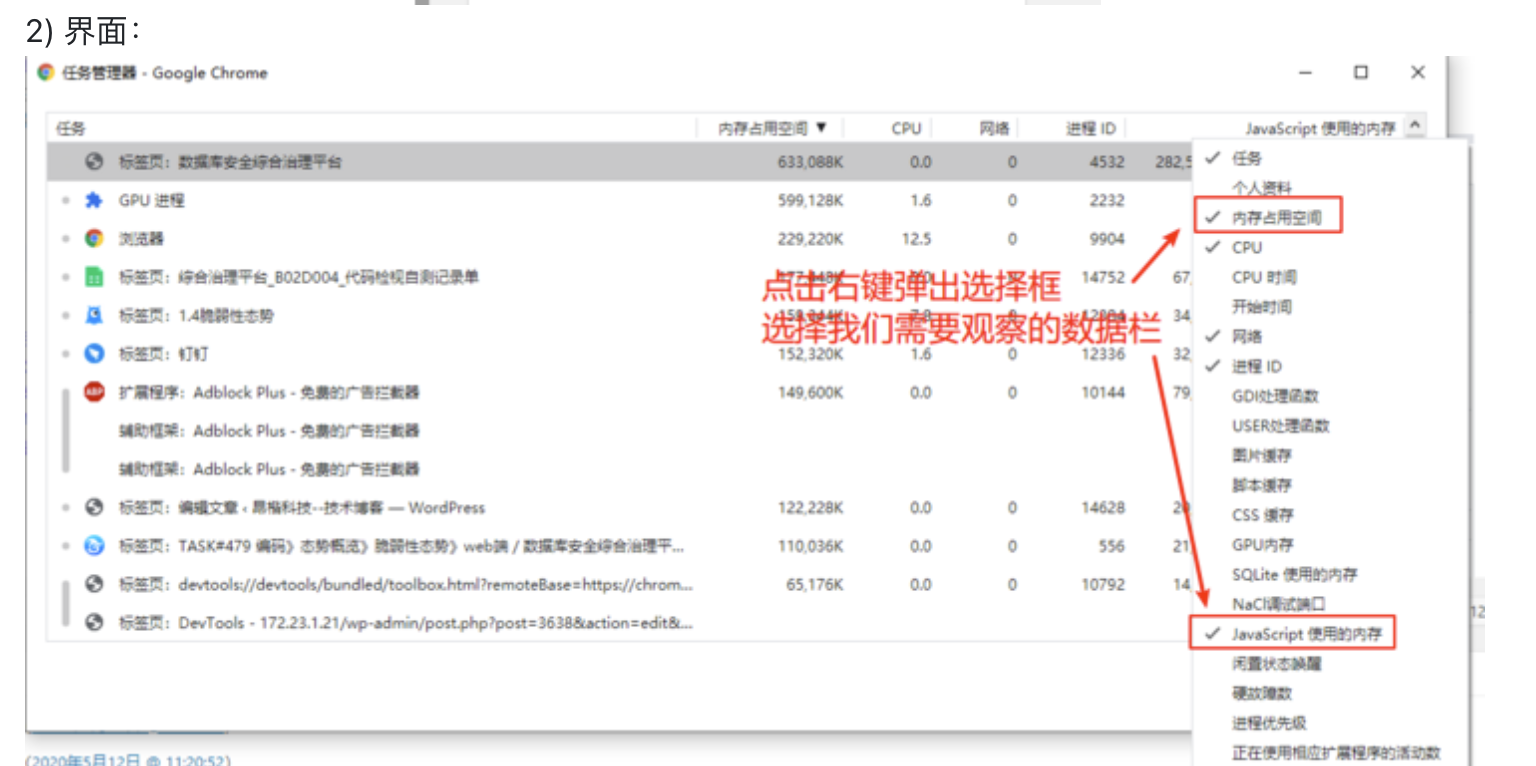 2) 界面：
任务管理器 - Google Chrome
任务 内存占用空间 ▼ CPU 网络 进程 ID JavaScript 使用的内存
标签页：数据库安全综合治理平台 633,088K 0.0 0 4532 282,5
GPU 进程 599,128K 1.6 0 2232
浏览器 229,220K 12.5 0 9904
标签页：综合治理平台_B02D004_代码检视自测记录单 0 14752 67,
标签页：1.4脆弱性态势 34,
标签页：钉钉 152,320K 1.6 0 12336 32,
扩展程序：Adblock Plus - 免费的广告拦截器 149,600K 0.0 0 10144 79,
辅助框架：Adblock Plus - 免费的广告拦截器
辅助框架：Adblock Plus - 免费的广告拦截器
标签页：编辑文章 ‹ 易楷科技--技术博客 — WordPress 122,228K 0.0 0 14628 20
标签页：TASK#479 编码》态势概览》脆弱性态势》web端 / 数据库安全综合治理平... 110,036K 0.0 0 556 21,
标签页：devtools://devtools/bundled/toolbox.html?remoteBase=https://chrom... 65,176K 0.0 0 10792 14
标签页：DevTools - 172.23.1.21/wp-admin/post.php?post=3638&action=edit&...
点击右键弹出选择框
选择我们需要观察的数据栏
任务
个人资料
内存占用空间
CPU
CPU 时间
开始时间
网络
进程 ID
GDI处理函数
USER处理函数
图片缓存
脚本缓存
CSS 缓存
GPU内存
SQLite 使用的内存
NaCl调试端口
JavaScript 使用的内存
闲置状态唤醒
硬故障数
进程优先级
正在使用相应扩展程序的活动数
12
(2020年5月12日 @ 11:20:52)